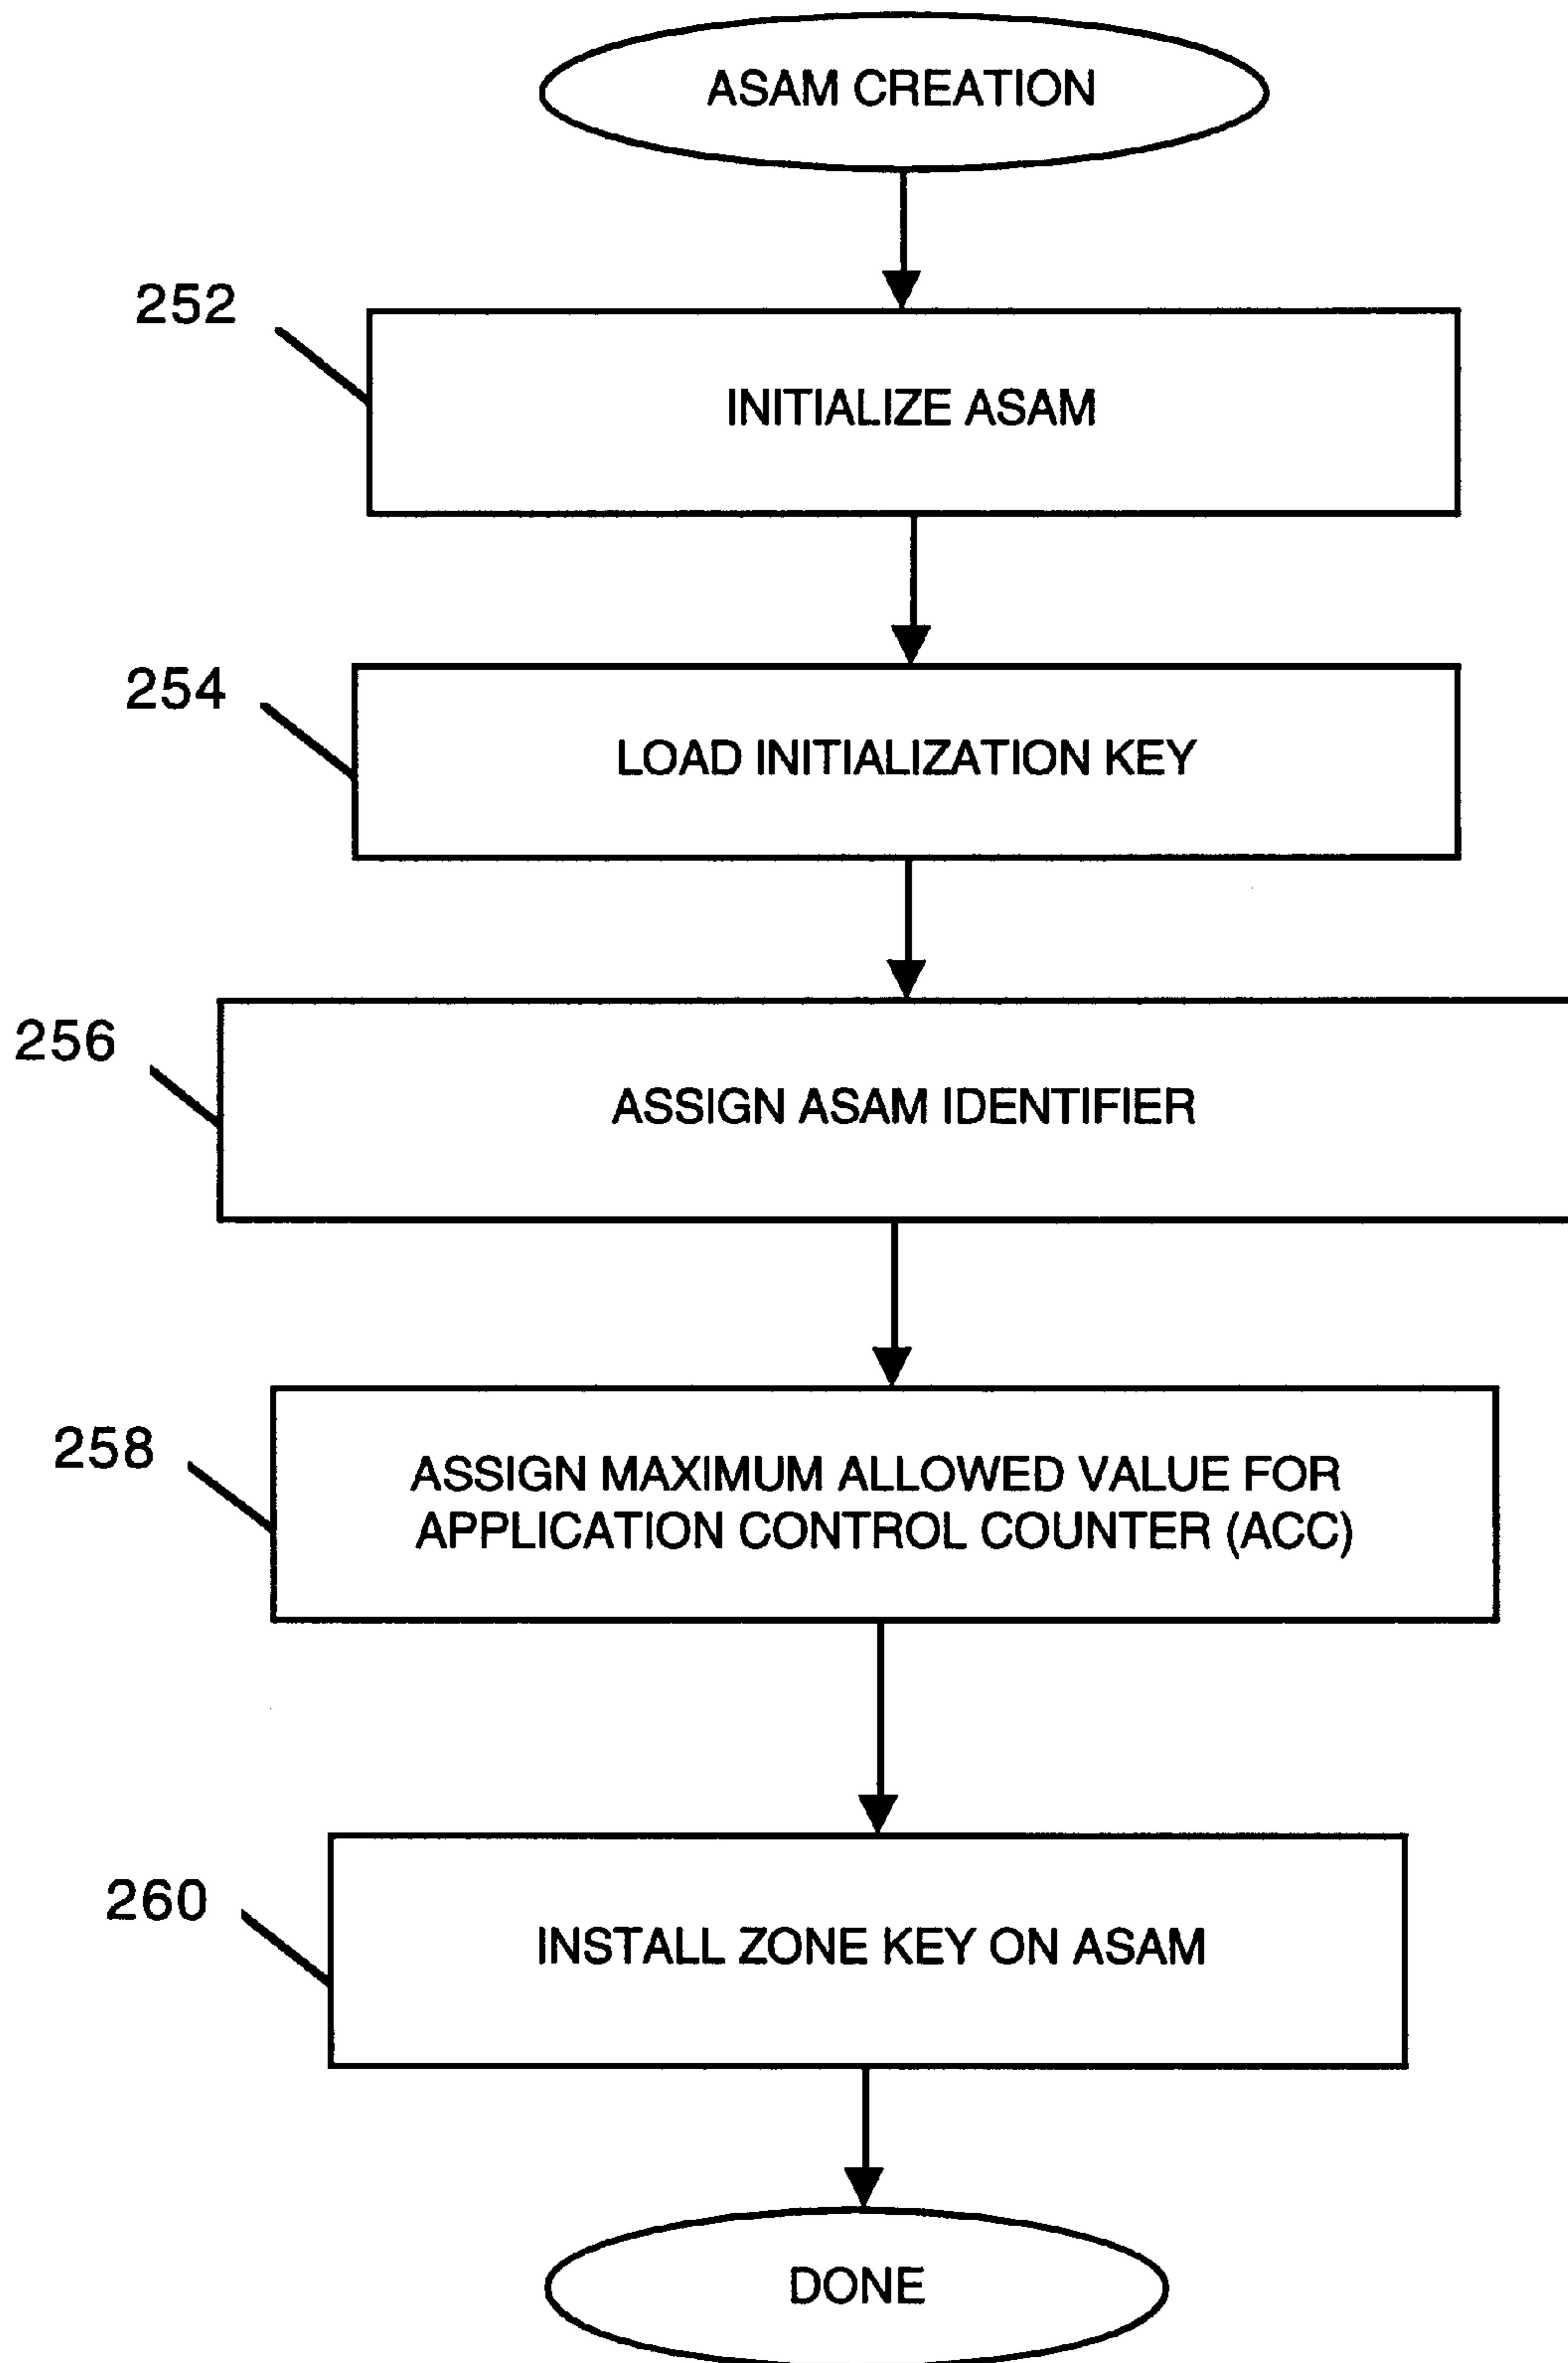 ASAM CREATION
252
INITIALIZE ASAM
254
LOAD INITIALIZATION KEY
256
ASSIGN ASAM IDENTIFIER
258
ASSIGN MAXIMUM ALLOWED VALUE FOR
APPLICATION CONTROL COUNTER (ACC)
260
INSTALL ZONE KEY ON ASAM
DONE